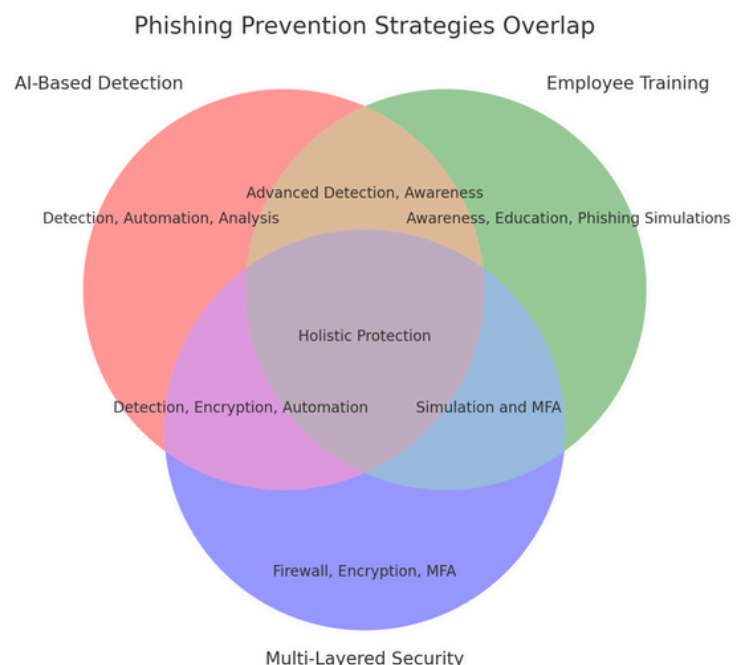 Phishing Prevention Strategies Overlap
AI-Based Detection
Employee Training
Advanced Detection, Awareness
Detection, Automation, Analysis
Awareness, Education, Phishing Simulations
Holistic Protection
Detection, Encryption, Automation
Simulation and MFA
Firewall, Encryption, MFA
Multi-Layered Security